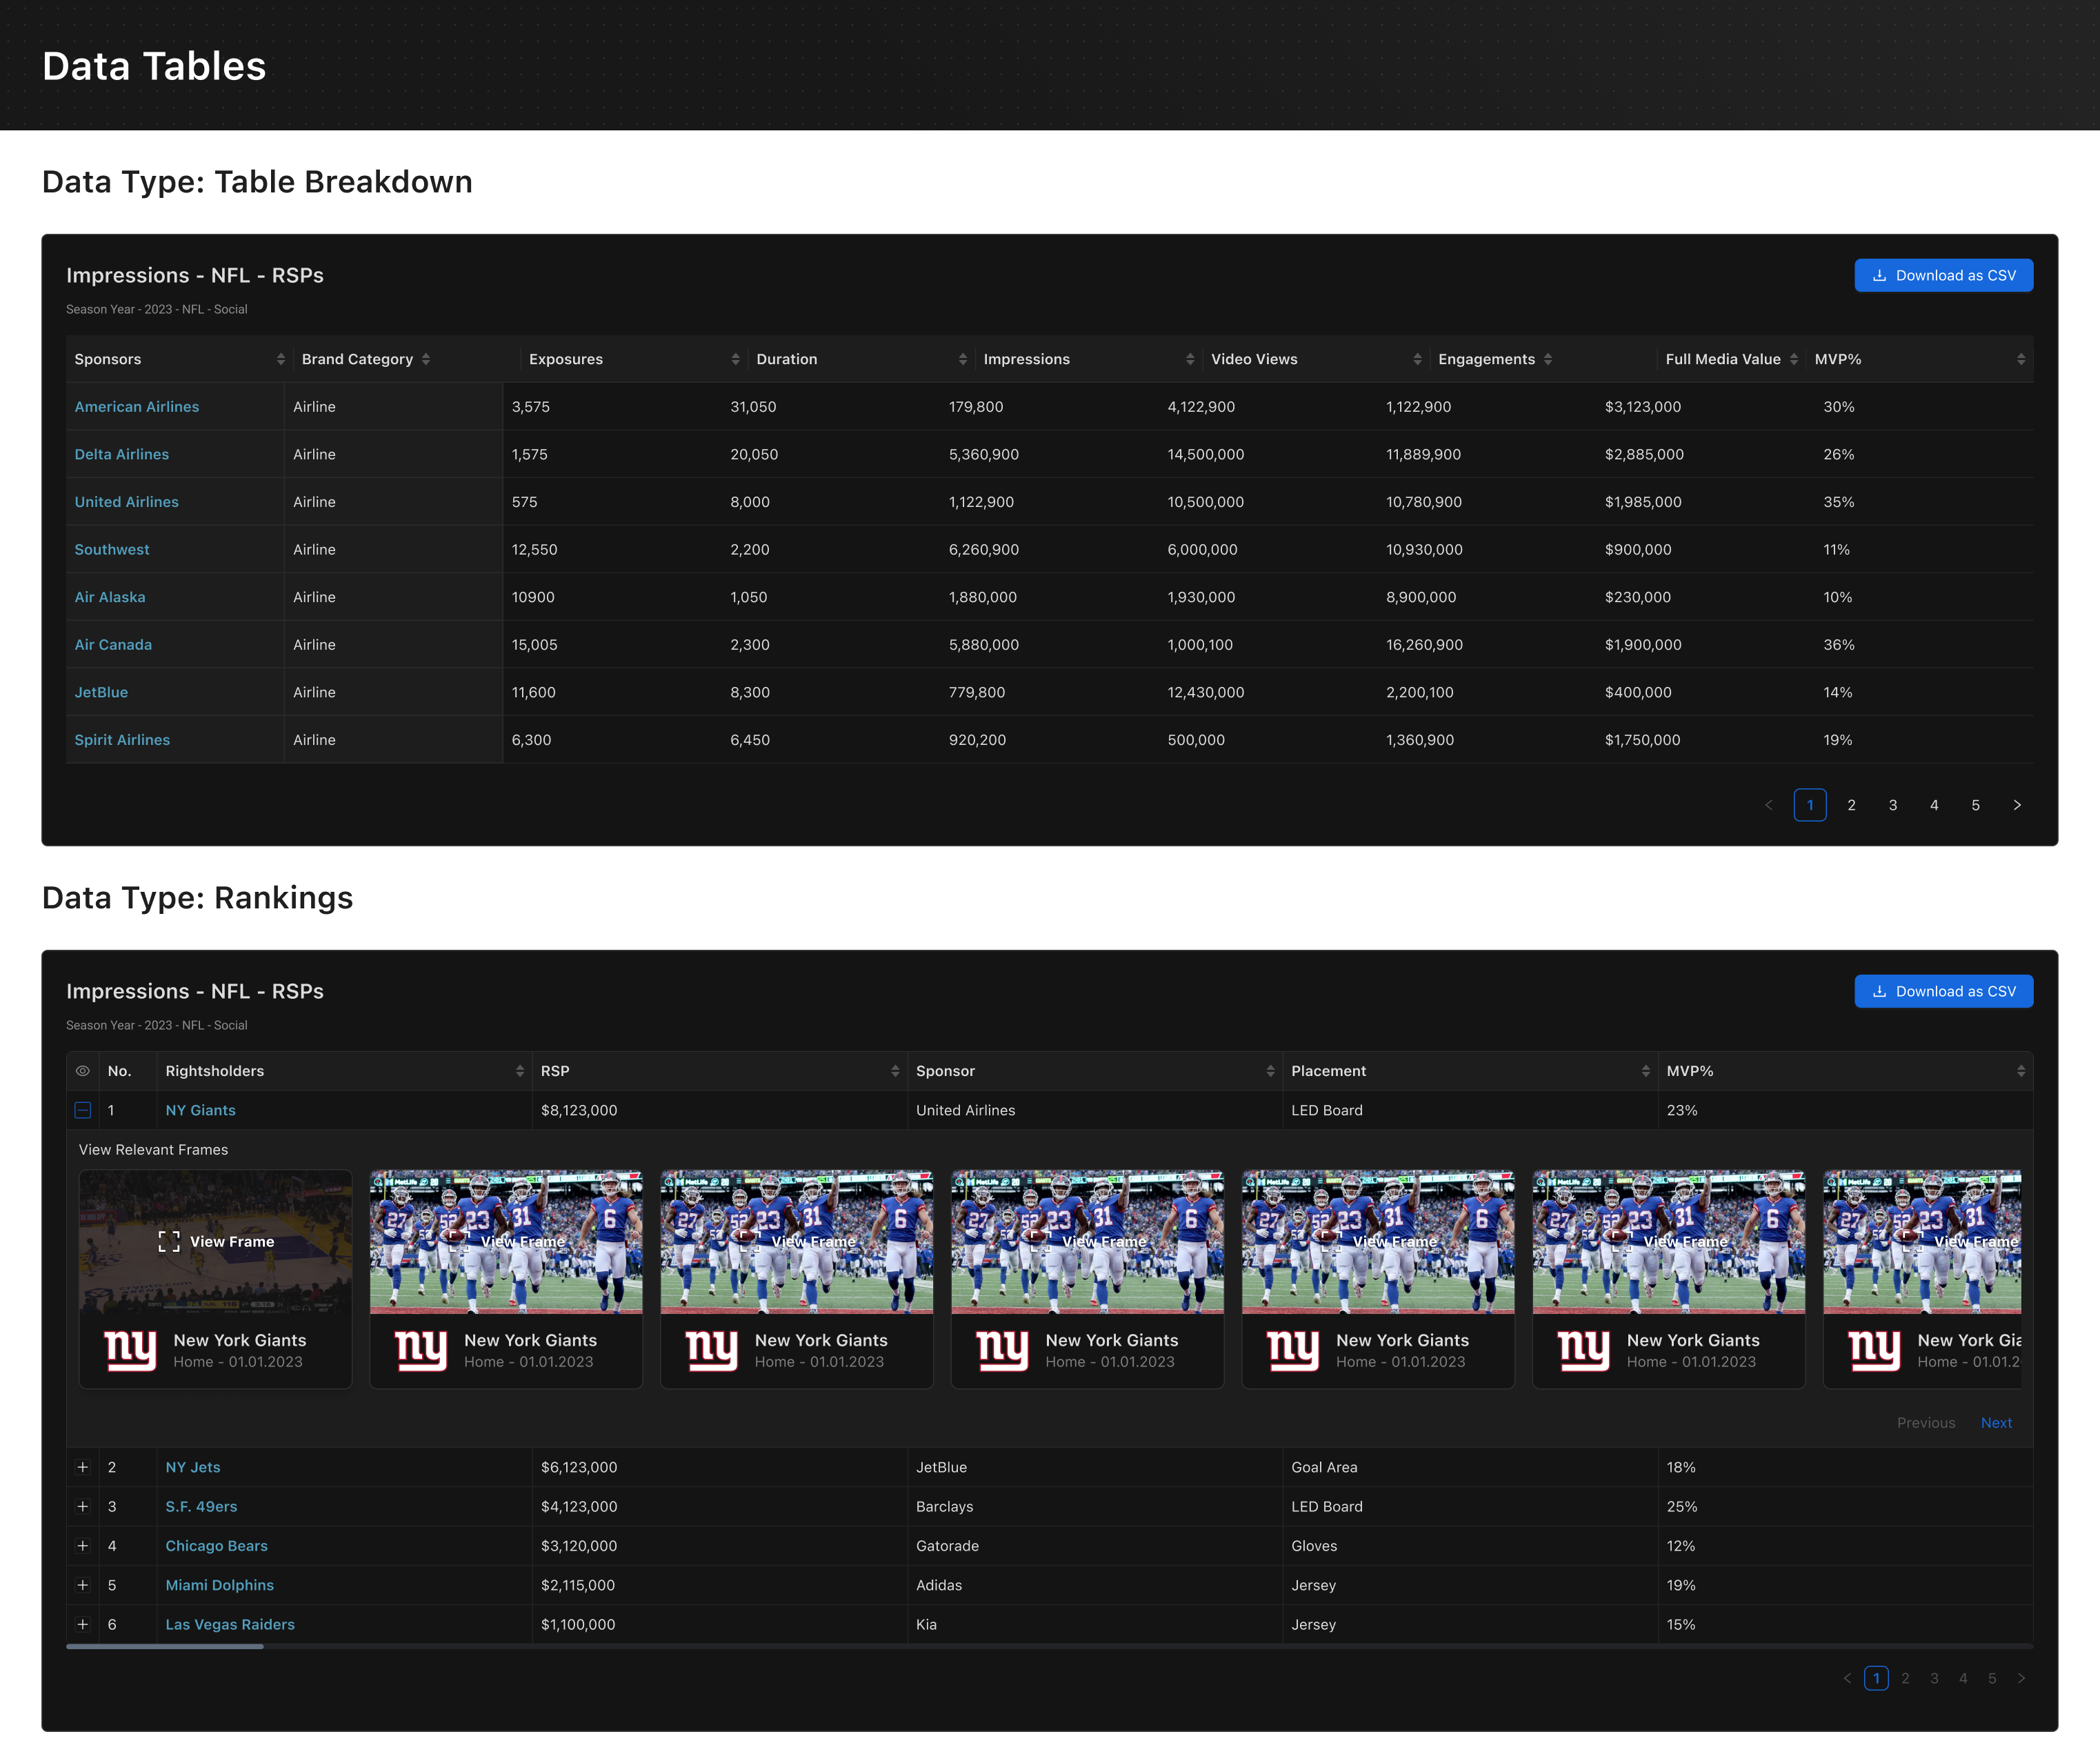 Data Tables
Data Type: Table Breakdown
Impressions - NFL - RSPs
Download as CSV
Season Year - 2023 - NFL - Social
Sponsors Brand Category Exposures Duration Impressions Video Views Engagements Full Media Value MVP%
American Airlines Airline 3,575 31,050 179,800 4,122,900 1,122,900 $3,123,000 30%
Delta Airlines Airline 1,575 20,050 5,360,900 14,500,000 11,889,900 $2,885,000 26%
United Airlines Airline 575 8,000 1,122,900 10,500,000 10,780,900 $1,985,000 35%
Southwest Airline 12,550 2,200 6,260,900 6,000,000 10,930,000 $900,000 11%
Air Alaska Airline 10900 1,050 1,880,000 1,930,000 8,900,000 $230,000 10%
Air Canada Airline 15,005 2,300 5,880,000 1,000,100 16,260,900 $1,900,000 36%
JetBlue Airline 11,600 8,300 779,800 12,430,000 2,200,100 $400,000 14%
Spirit Airlines Airline 6,300 6,450 920,200 500,000 1,360,900 $1,750,000 19%
1 2 3 4 5
Data Type: Rankings
Impressions - NFL - RSPs
Download as CSV
Season Year - 2023 - NFL - Social
No. Rightsholders RSP Sponsor Placement MVP%
1 NY Giants $8,123,000 United Airlines LED Board 23%
View Relevant Frames
View Frame View Frame View Frame View Frame View Frame View Frame View Frame
ny New York Giants ny New York Giants ny New York Giants ny New York Giants ny New York Giants ny New York Giants ny New York Gia
Home - 01.01.2023 Home - 01.01.2023 Home - 01.01.2023 Home - 01.01.2023 Home - 01.01.2023 Home - 01.01.2023 Home - 01.01.2
Previous Next
2 NY Jets $6,123,000 JetBlue Goal Area 18%
3 S.F. 49ers $4,123,000 Barclays LED Board 25%
4 Chicago Bears $3,120,000 Gatorade Gloves 12%
5 Miami Dolphins $2,115,000 Adidas Jersey 19%
6 Las Vegas Raiders $1,100,000 Kia Jersey 15%
1 2 3 4 5